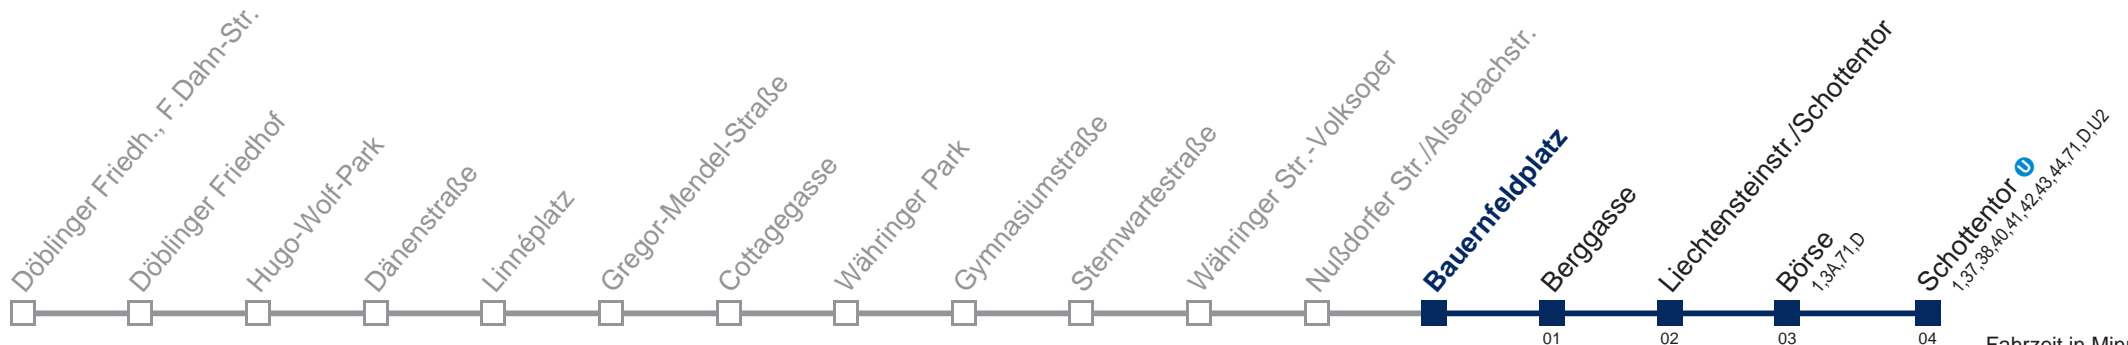 Döblinger Friedh., F.Dahn-Str.
Döblinger Friedhof
Hugo-Wolf-Park
Dänenstraße
Linnéplatz
Gregor-Mendel-Straße
Cottagegasse
Währinger Park
Gymnasiumstraße
Sternwartestraße
Währinger Str.-Volksoper
Nußdorfer Str./Alserbachstr.
Bauernfeldplatz
Berggasse
Liechtensteinstr./Schottentor
Börse
1,3A,71,D
Schottentor U
1,37,38,40,41,42,43,44,71,D,U2
01 02 03 04
Fahrzeit in